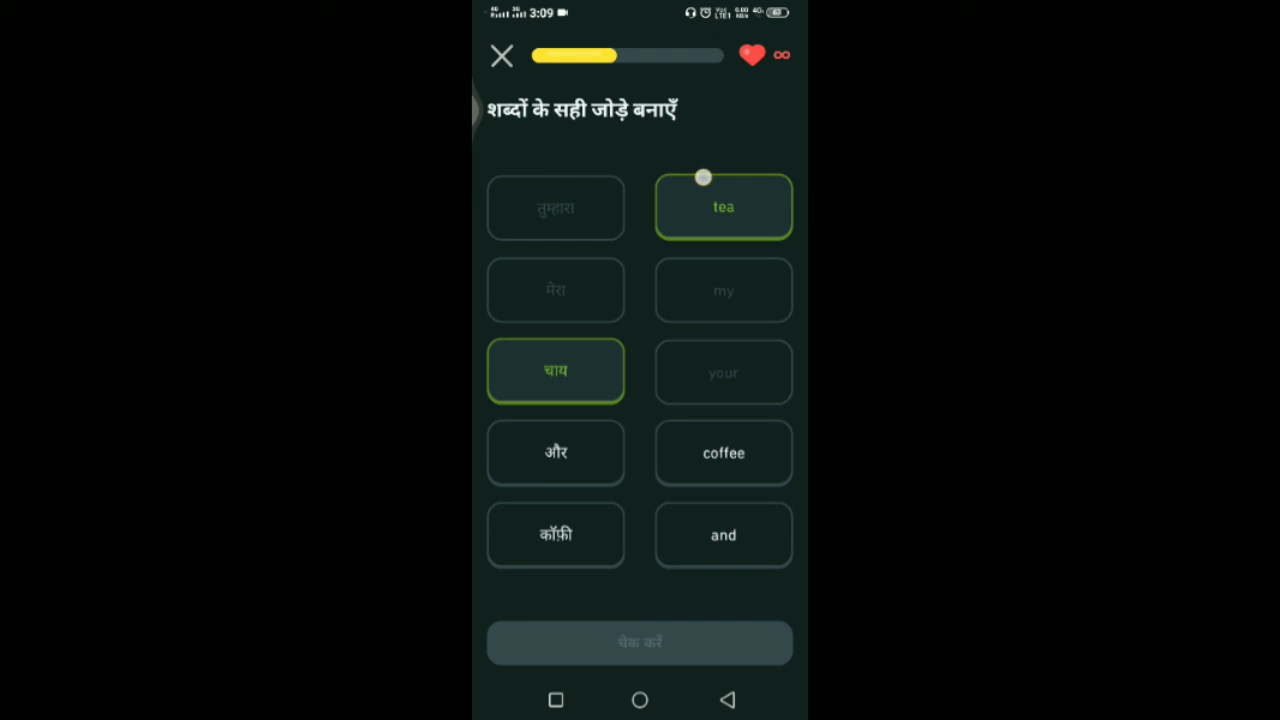 3:09
शब्दों के सही जोड़े बनाएँ
तुम्हारा tea
मेरा my
चाय your
और coffee
कॉफ़ी and
चेक करें